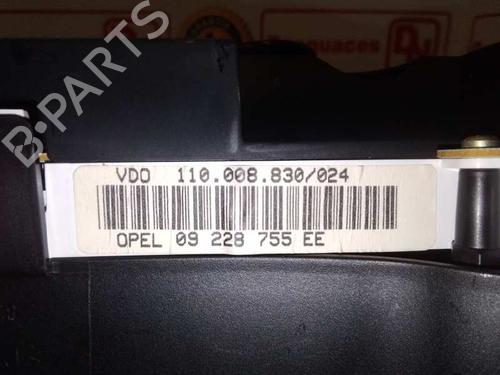 B-PARTS
VDO 110.008.830/024
OPEL 09 228 755 EE